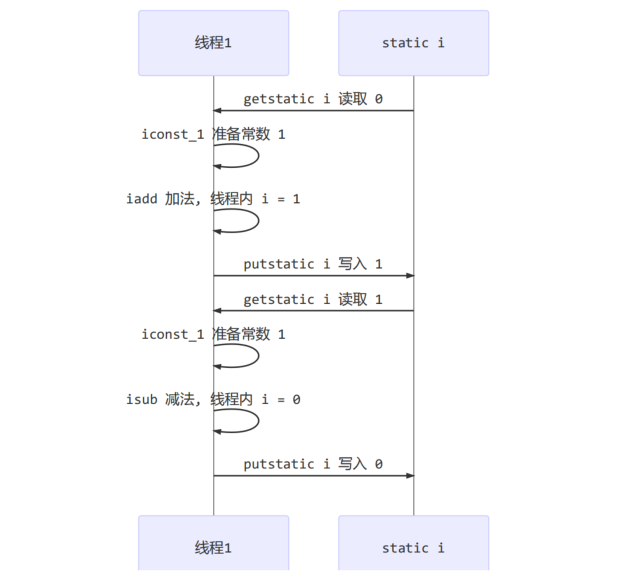 线程1
static i
getstatic i 读取 0
iconst_1 准备常数 1
iadd 加法, 线程内 i = 1
putstatic i 写入 1
getstatic i 读取 1
iconst_1 准备常数 1
isub 减法, 线程内 i = 0
putstatic i 写入 0
线程1
static i